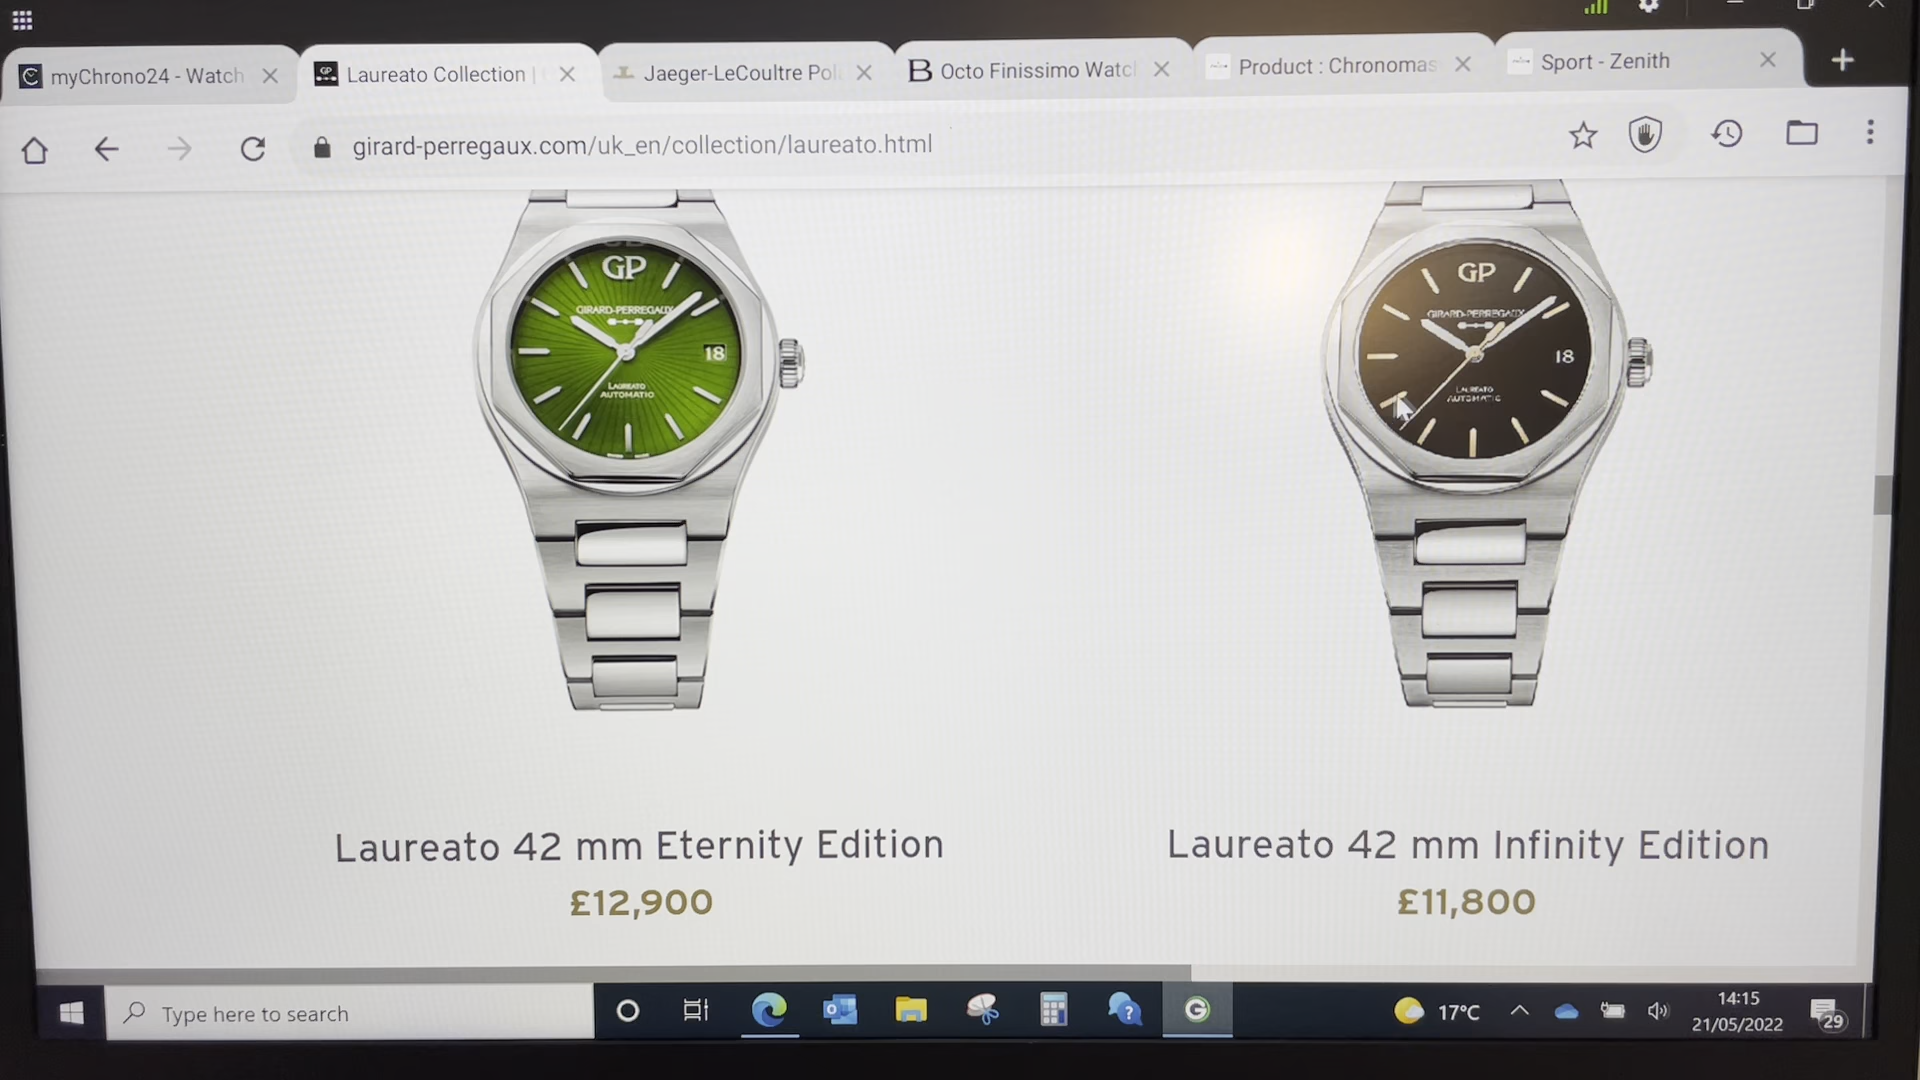 myChrono24 - Watch
Laureato Collection |
Jaeger-LeCoultre Pol
Octo Finissimo Watc
Product : Chronomas
Sport - Zenith
girard-perregaux.com/uk_en/collection/laureato.html
GP
GIRARD-PERREGAUX
18
LAUREATO
AUTOMATIC
GP
GIRARD-PERREGAUX
18
LAUREATO
AUTOMATIC
Laureato 42 mm Eternity Edition
£12,900
Laureato 42 mm Infinity Edition
£11,800
Type here to search
17°C
14:15
21/05/2022
29